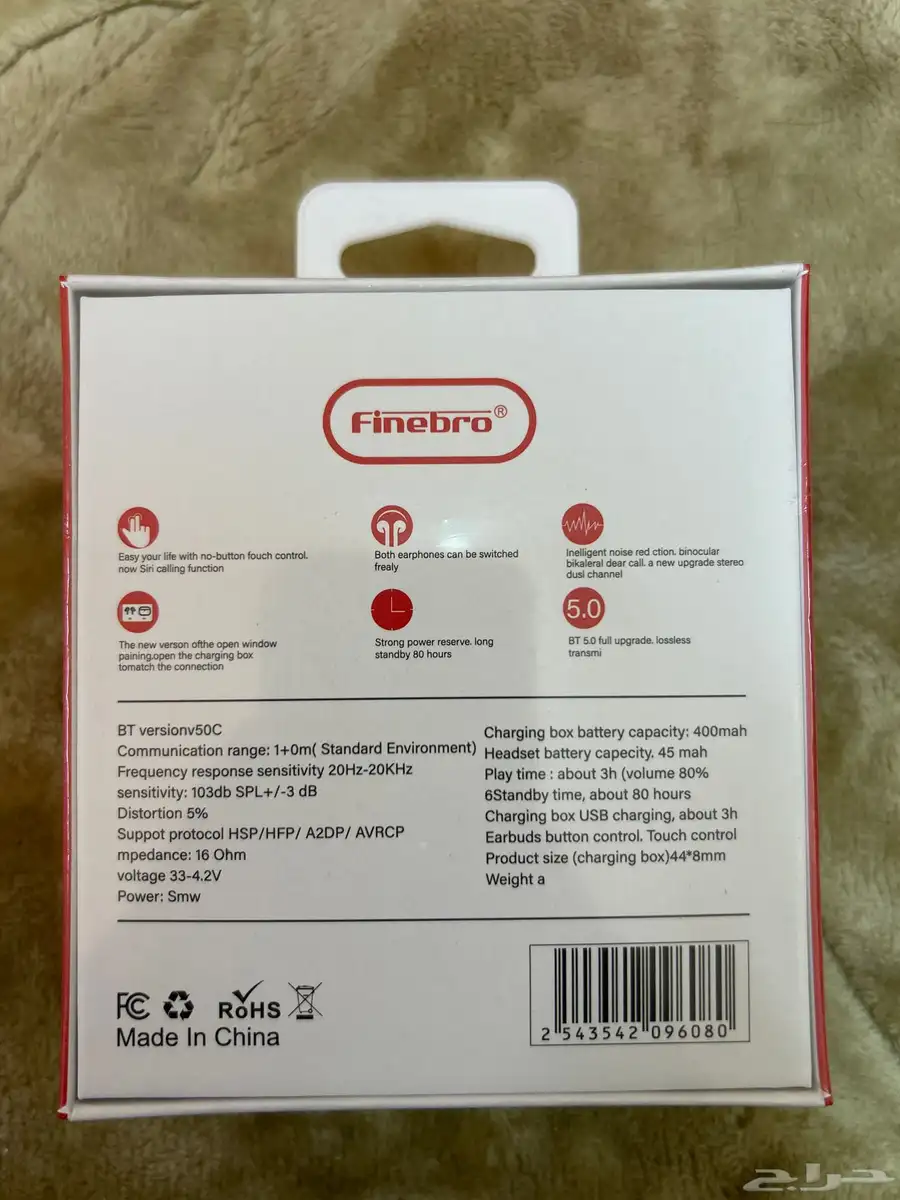 Finebro®
Easy your life with no-button touch control.
now Siri calling function
Both earphones can be switched
frealy
Inelligent noise red ction. binocular
bikaleral dear call. a new upgrade stereo
dusl channel
The new verson ofthe open window
paining.open the charging box
tomatch the connection
Strong power reserve. long
standby 80 hours
5.0
BT 5.0 full upgrade. lossless
transmi
BT versionv50C
Communication range: 1+0m( Standard Environment)
Frequency response sensitivity 20Hz-20KHz
sensitivity: 103db SPL+/-3 dB
Distortion 5%
Suppot protocol HSP/HFP/ A2DP/ AVRCP
mpedance: 16 Ohm
voltage 33-4.2V
Power: Smw
Charging box battery capacity: 400mah
Headset battery capecity. 45 mah
Play time : about 3h (volume 80%
6Standby time, about 80 hours
Charging box USB charging, about 3h
Earbuds button control. Touch control
Product size (charging box)44*8mm
Weight a
FC RoHS
Made In China
2 543542 096080
حراج